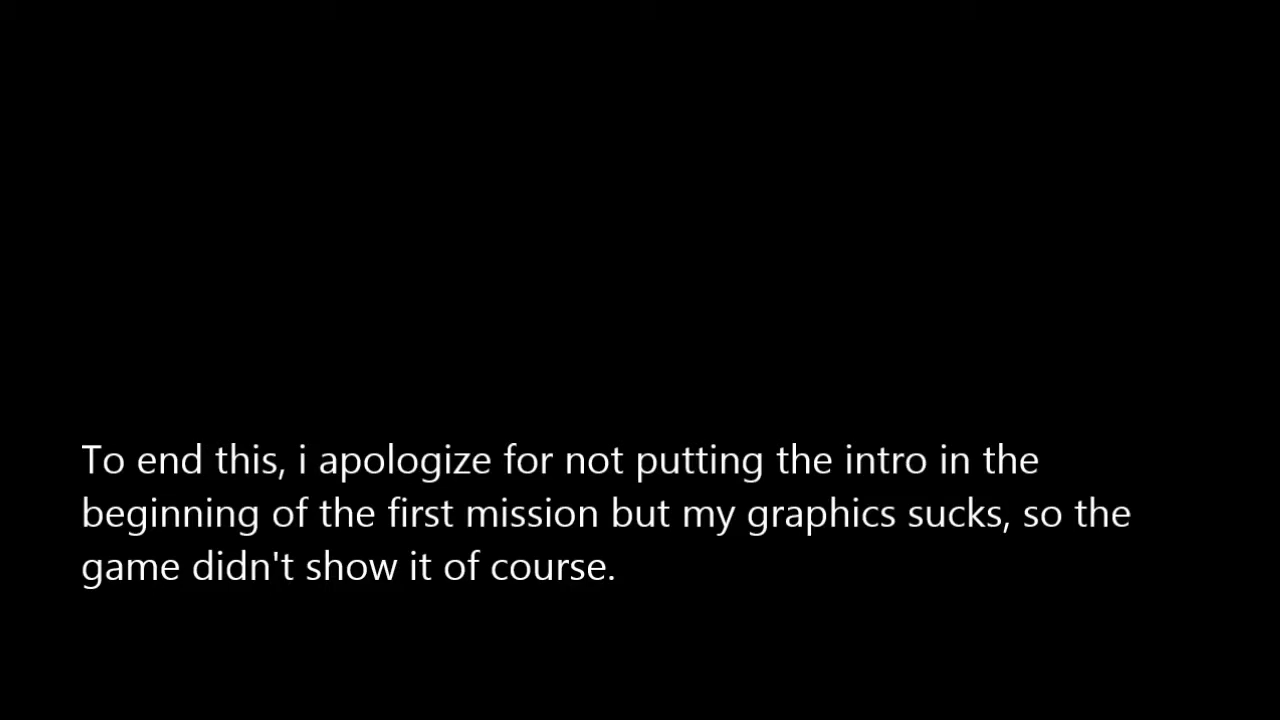 To end this, i apologize for not putting the intro in the
beginning of the first mission but my graphics sucks, so the
game didn't show it of course.